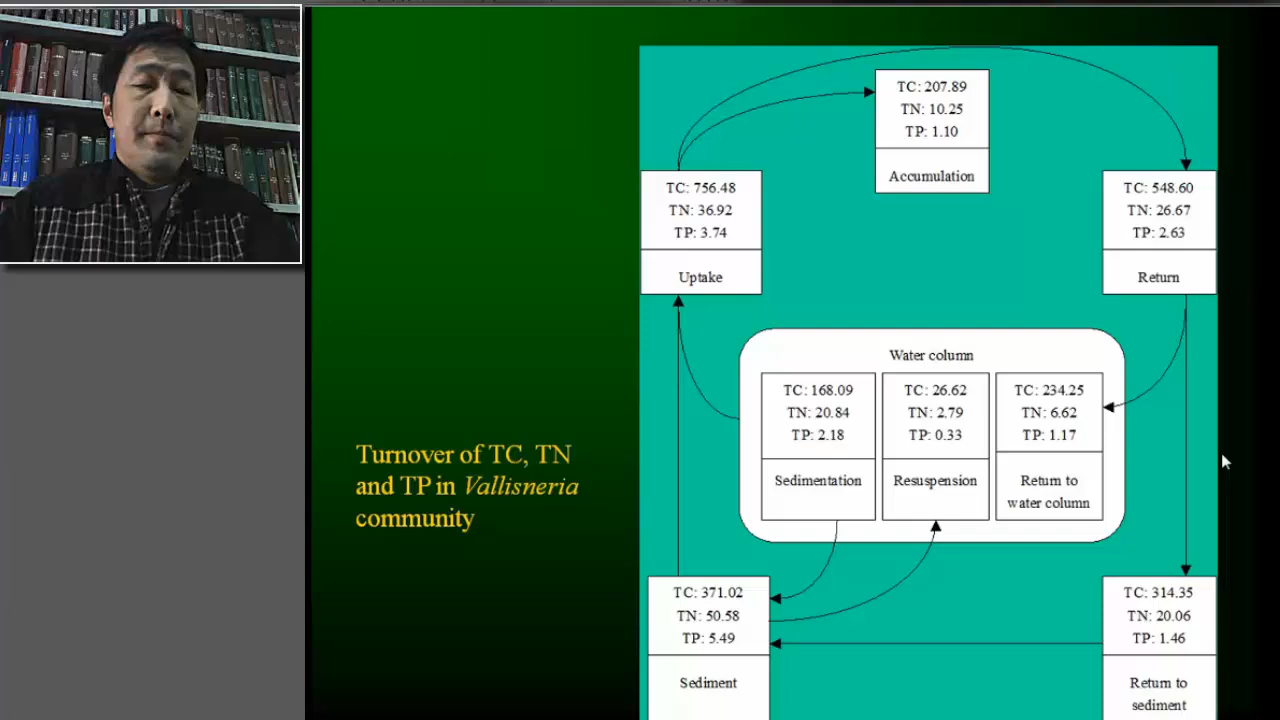 TC: 207.89
TN: 10.25
TP: 1.10
Accumulation
TC: 756.48
TN: 36.92
TP: 3.74
Uptake
TC: 548.60
TN: 26.67
TP: 2.63
Return
Water column
TC: 168.09
TN: 20.84
TP: 2.18
Sedimentation
TC: 26.62
TN: 2.79
TP: 0.33
Resuspension
TC: 234.25
TN: 6.62
TP: 1.17
Return to
water column
Turnover of TC, TN
and TP in Vallisneria
community
TC: 371.02
TN: 50.58
TP: 5.49
Sediment
TC: 314.35
TN: 20.06
TP: 1.46
Return to
sediment